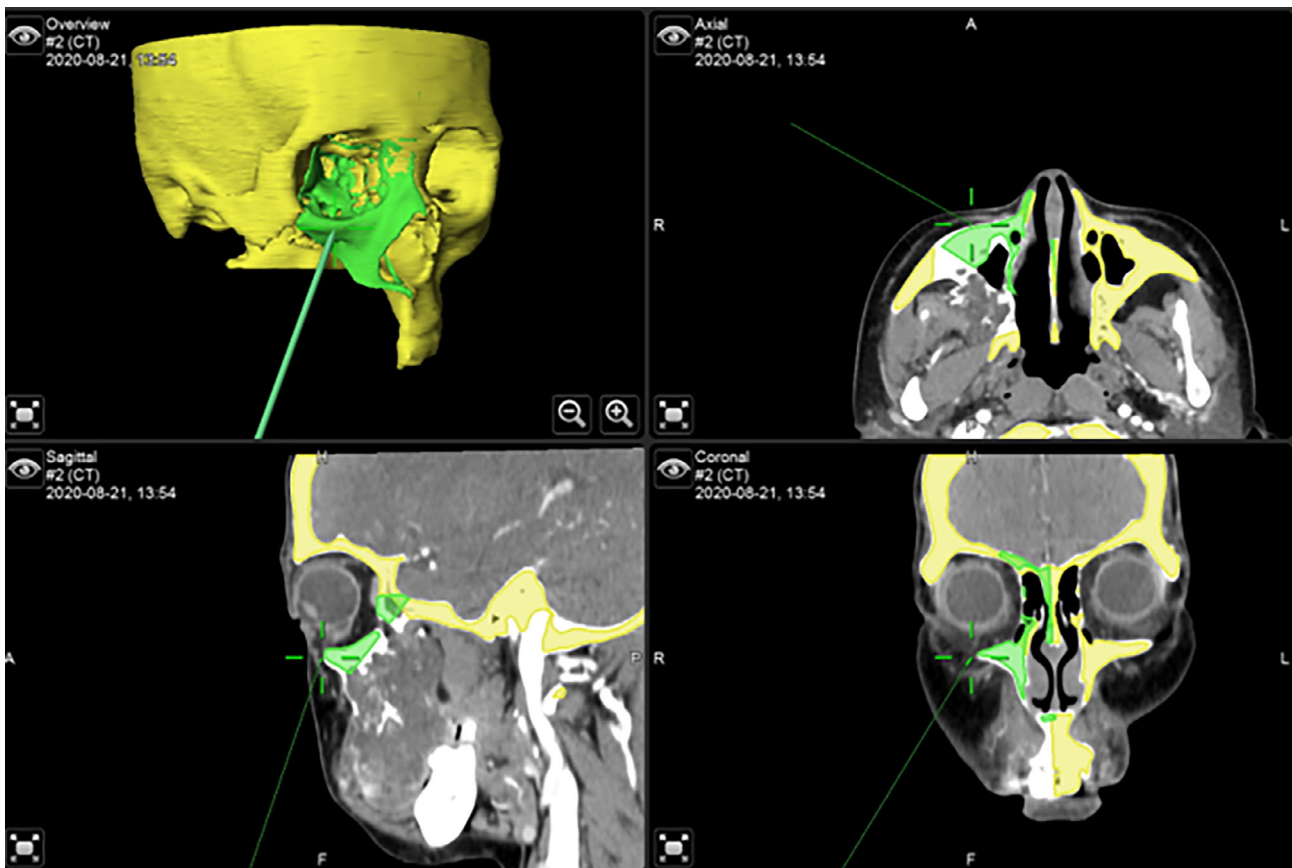 Overview
#2 (CT)
2020-08-21, 13:54
Axial
#2 (CT)
2020-08-21, 13:54
A
R
L
P
Sagittal
#2 (CT)
2020-08-21, 13:54
H
A
P
F
Coronal
#2 (CT)
2020-08-21, 13:54
H
R
L
F